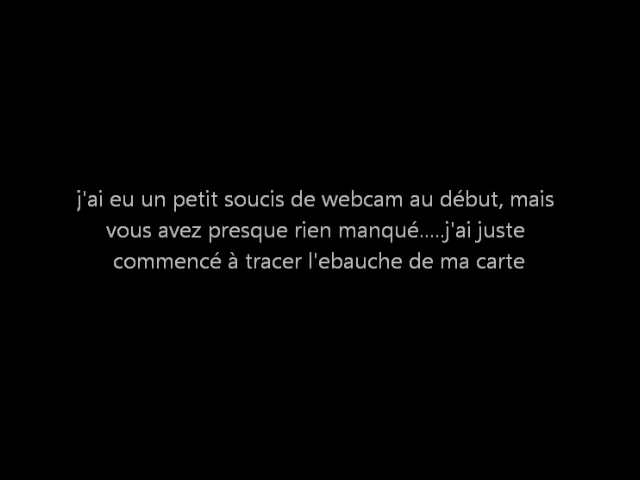 j'ai eu un petit soucis de webcam au début, mais
vous avez presque rien manqué.....j'ai juste
commencé à tracer l'ebauche de ma carte